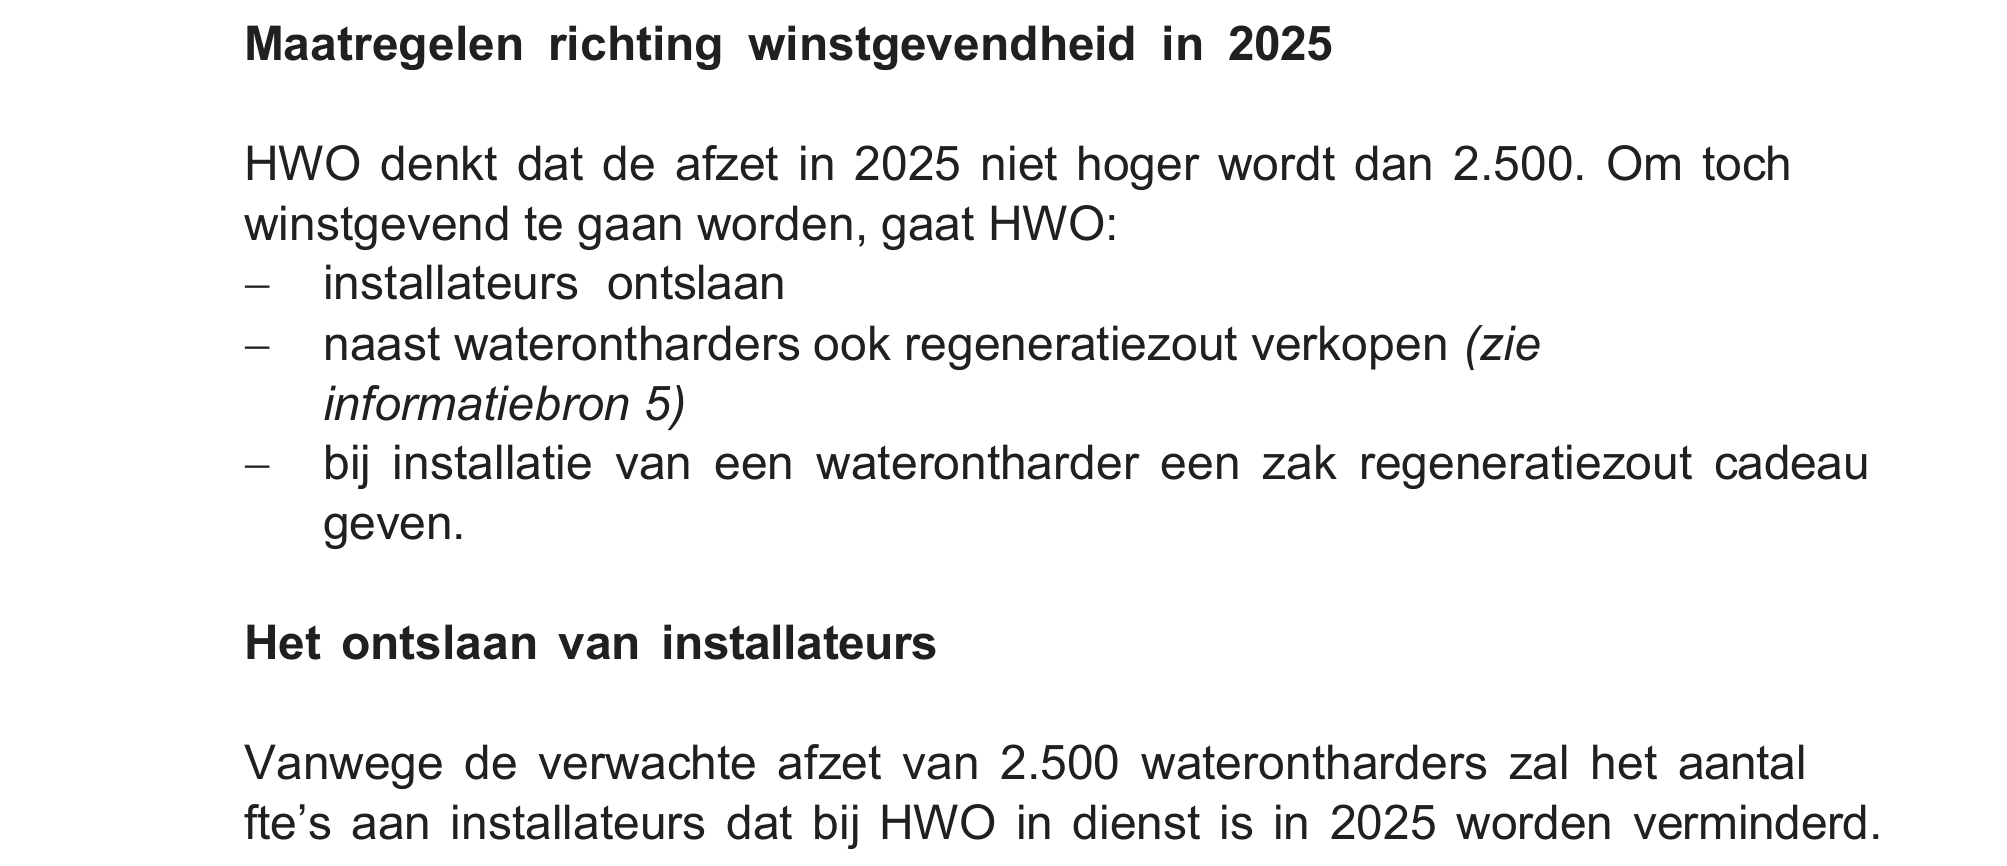 Maatregelen richting winstgevendheid in 2025
HWO denkt dat de afzet in 2025 niet hoger wordt dan 2.500. Om toch
winstgevend te gaan worden, gaat HWO:
– installateurs ontslaan
– naast waterontharders ook regeneratiezout verkopen (zie
informatiebron 5)
– bij installatie van een waterontharder een zak regeneratiezout cadeau
geven.
Het ontslaan van installateurs
Vanwege de verwachte afzet van 2.500 waterontharders zal het aantal
fte’s aan installateurs dat bij HWO in dienst is in 2025 worden verminderd.